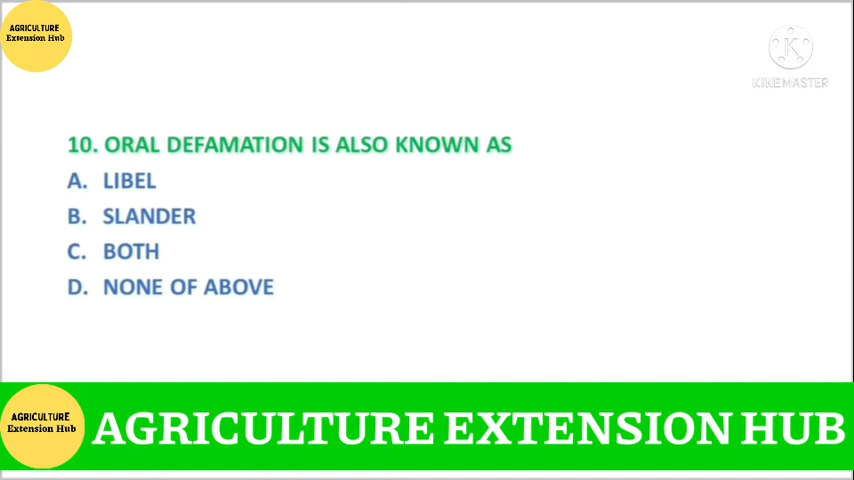 AGRICULTURE
Extension Hub
KINEMASTER
10. ORAL DEFAMATION IS ALSO KNOWN AS
A. LIBEL
B. SLANDER
C. BOTH
D. NONE OF ABOVE
AGRICULTURE
Extension Hub
AGRICULTURE EXTENSION HUB